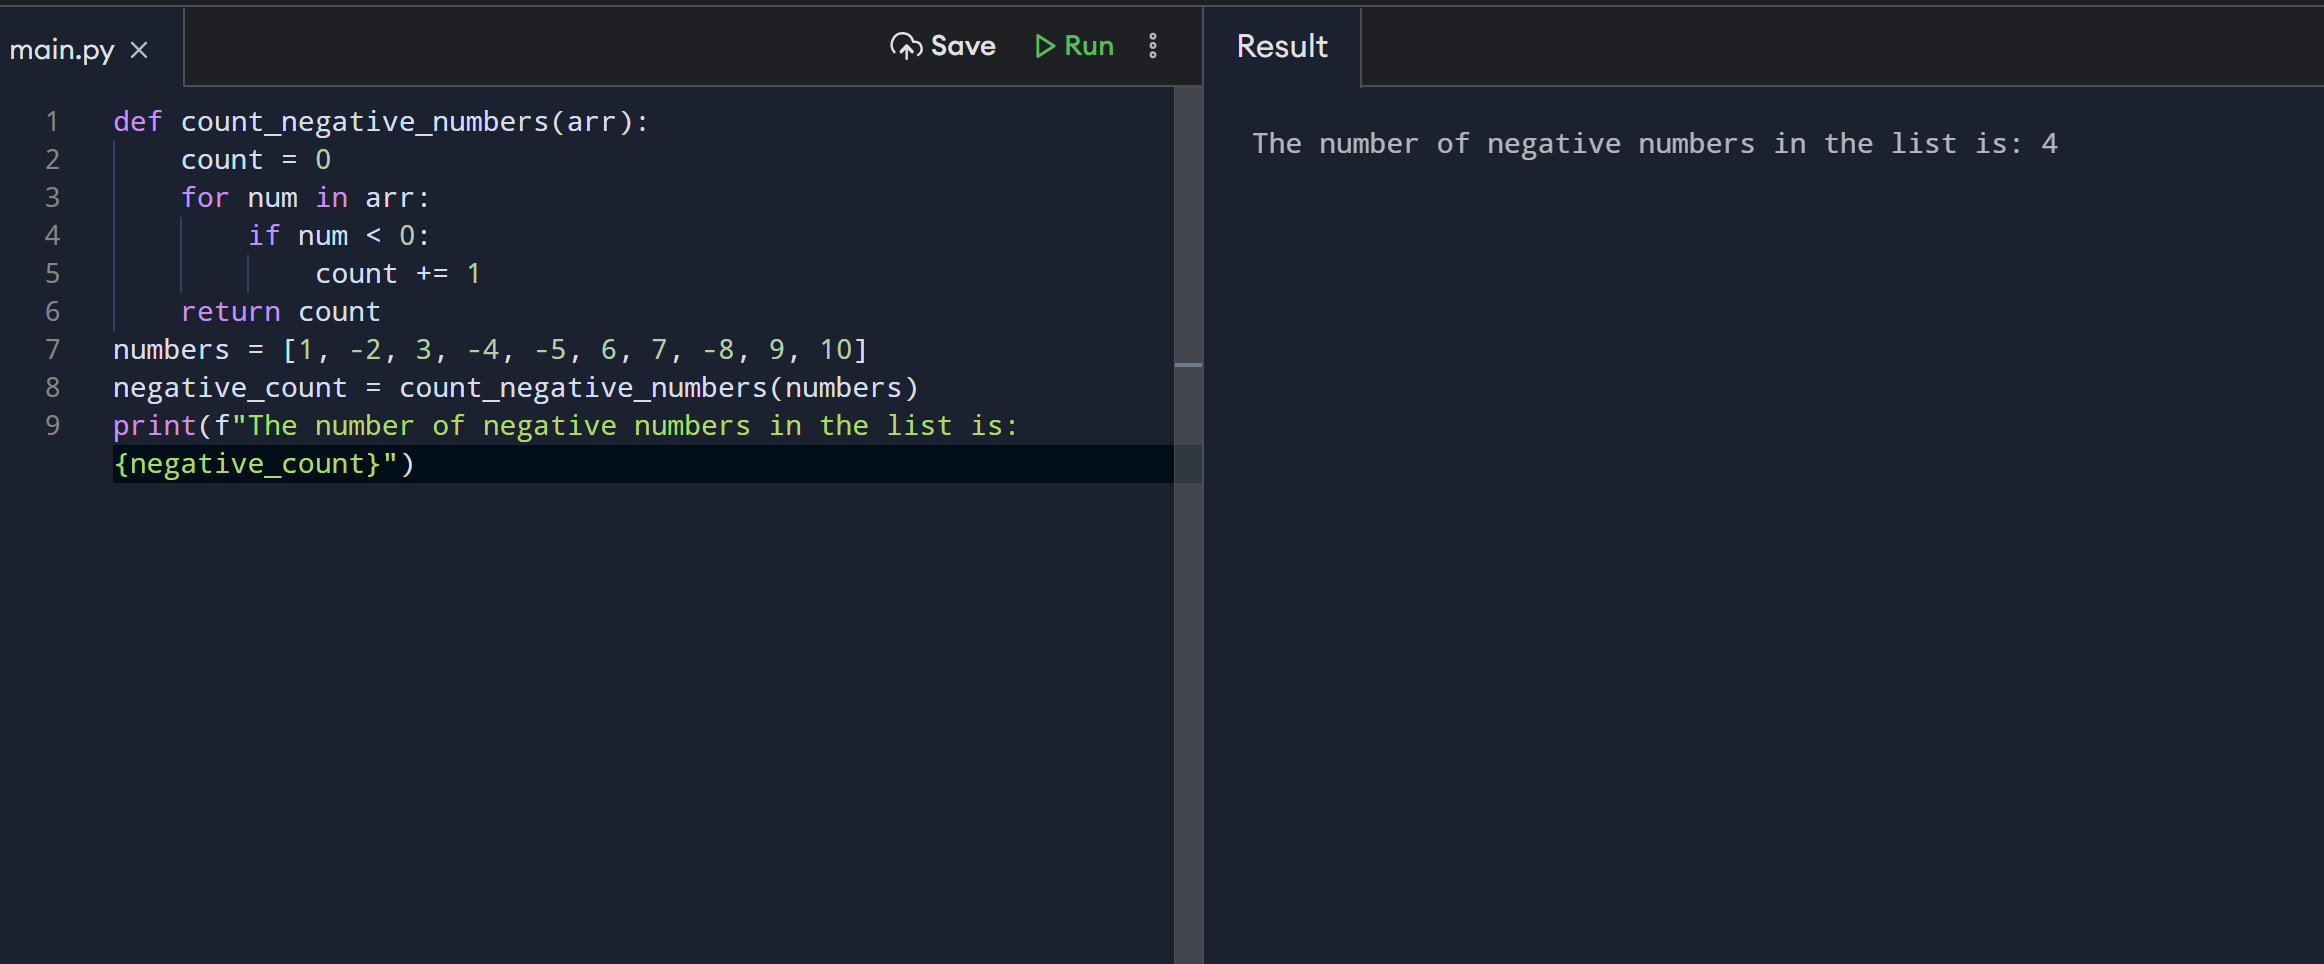 main.py
Save
Run
Result
1 def count_negative_numbers(arr):
2     count = 0
3     for num in arr:
4         if num < 0:
5             count += 1
6     return count
7 numbers = [1, -2, 3, -4, -5, 6, 7, -8, 9, 10]
8 negative_count = count_negative_numbers(numbers)
9 print(f"The number of negative numbers in the list is:
{negative_count}")
The number of negative numbers in the list is: 4